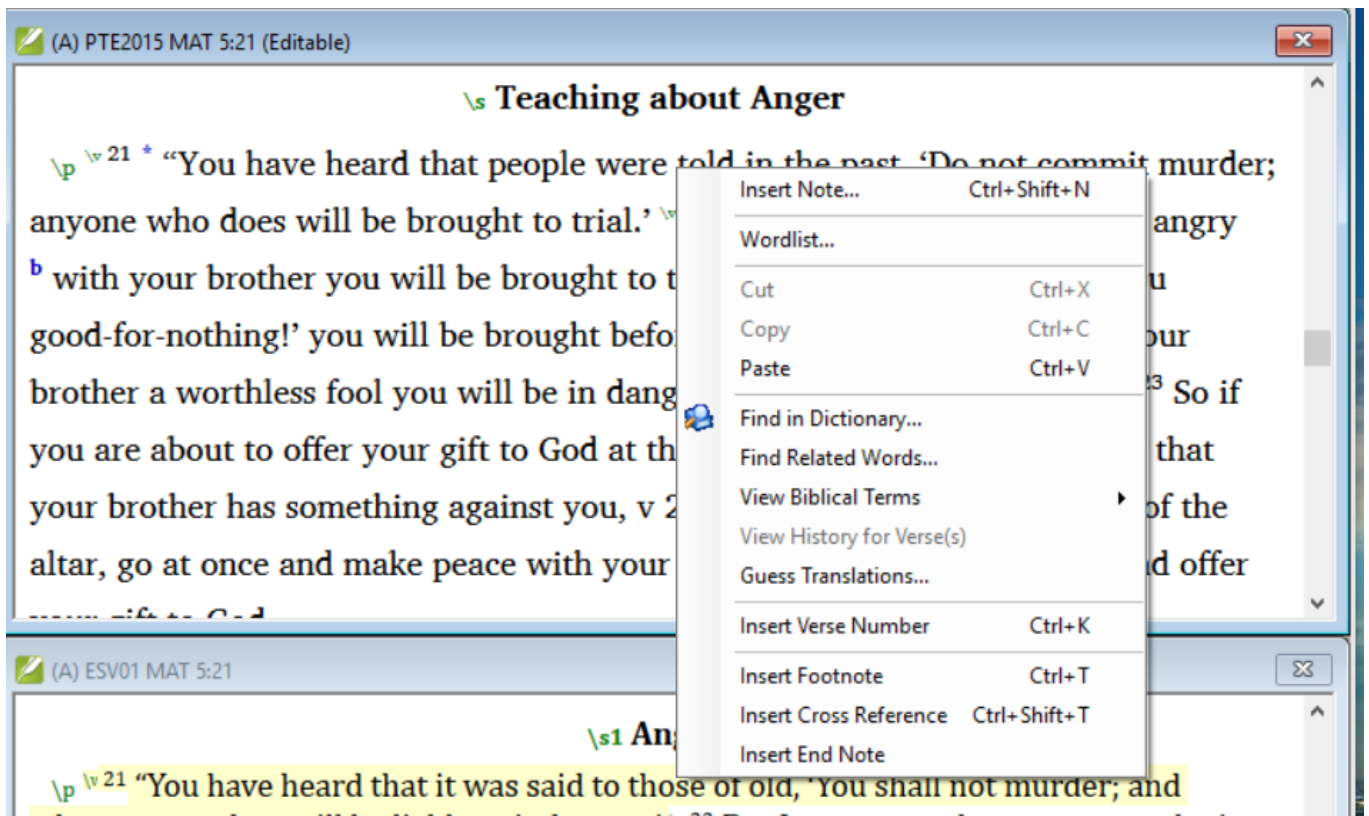 (A) PTE2015 MAT 5:21 (Editable)
\s Teaching about Anger
\p \v 21 * “You have heard that people were told in the past, ‘Do not commit murder;
anyone who does will be brought to trial.’ \v angry
b with your brother you will be brought to t u
good-for-nothing!’ you will be brought befo our
brother a worthless fool you will be in dang 23 So if
you are about to offer your gift to God at th that
your brother has something against you, v 2 of the
altar, go at once and make peace with your d offer
your gift to God
Insert Note... Ctrl+Shift+N
Wordlist...
Cut Ctrl+X
Copy Ctrl+C
Paste Ctrl+V
Find in Dictionary...
Find Related Words...
View Biblical Terms
View History for Verse(s)
Guess Translations...
Insert Verse Number Ctrl+K
Insert Footnote Ctrl+T
Insert Cross Reference Ctrl+Shift+T
Insert End Note
(A) ESV01 MAT 5:21
\s1 Ang
\p \v 21 “You have heard that it was said to those of old, ‘You shall not murder; and